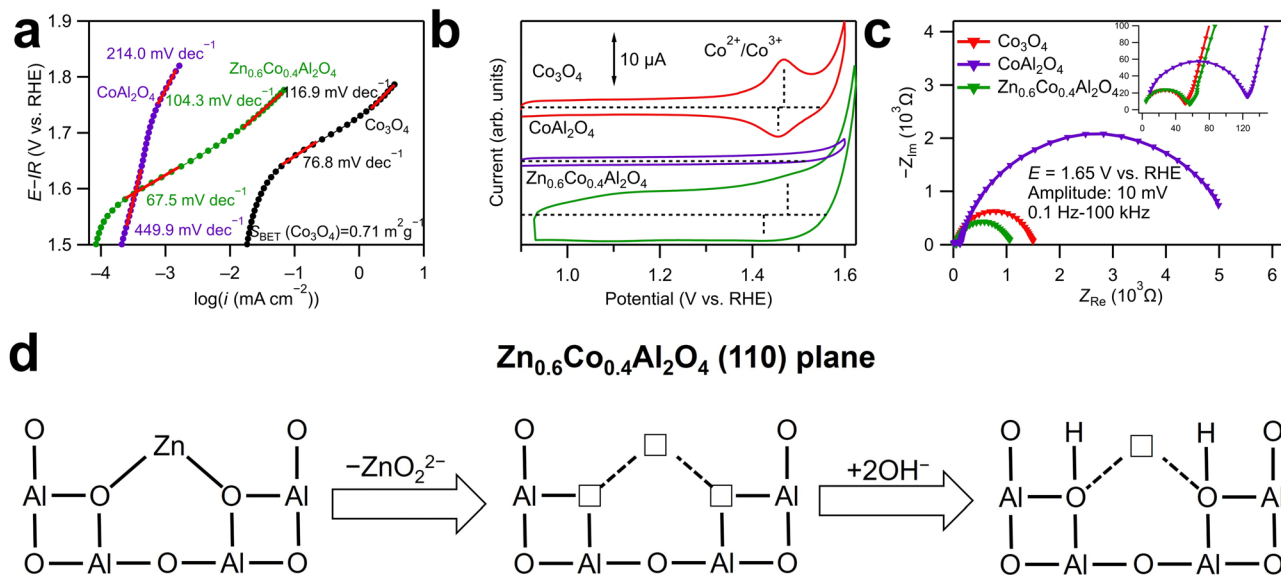 a
1.9
1.8
1.7
1.6
1.5
E−IR (V vs. RHE)
214.0 mV dec⁻¹
CoAl₂O₄
Zn₀.₆Co₀.₄Al₂O₄
104.3 mV dec⁻¹
116.9 mV dec⁻¹
Co₃O₄
76.8 mV dec⁻¹
67.5 mV dec⁻¹
449.9 mV dec⁻¹
S_BET (Co₃O₄)=0.71 m²g⁻¹
−4 −3 −2 −1 0 1
log(i (mA cm⁻²))
b
Current (arb. units)
10 µA
Co²⁺/Co³⁺
Co₃O₄
CoAl₂O₄
Zn₀.₆Co₀.₄Al₂O₄
1.0 1.2 1.4 1.6
Potential (V vs. RHE)
c
4
3
2
1
0
−Z_Im (10³Ω)
Co₃O₄
CoAl₂O₄
Zn₀.₆Co₀.₄Al₂O₄
100
80
60
40
20
0
0 40 80 120
E = 1.65 V vs. RHE
Amplitude: 10 mV
0.1 Hz-100 kHz
0 1 2 3 4 5 6
Z_Re (10³Ω)
d
Zn₀.₆Co₀.₄Al₂O₄ (110) plane
O Zn O
Al O O Al
O Al O Al O
−ZnO₂²⁻
O O
Al Al
O Al O Al O
+2OH⁻
O H H O
Al O O Al
O Al O Al O